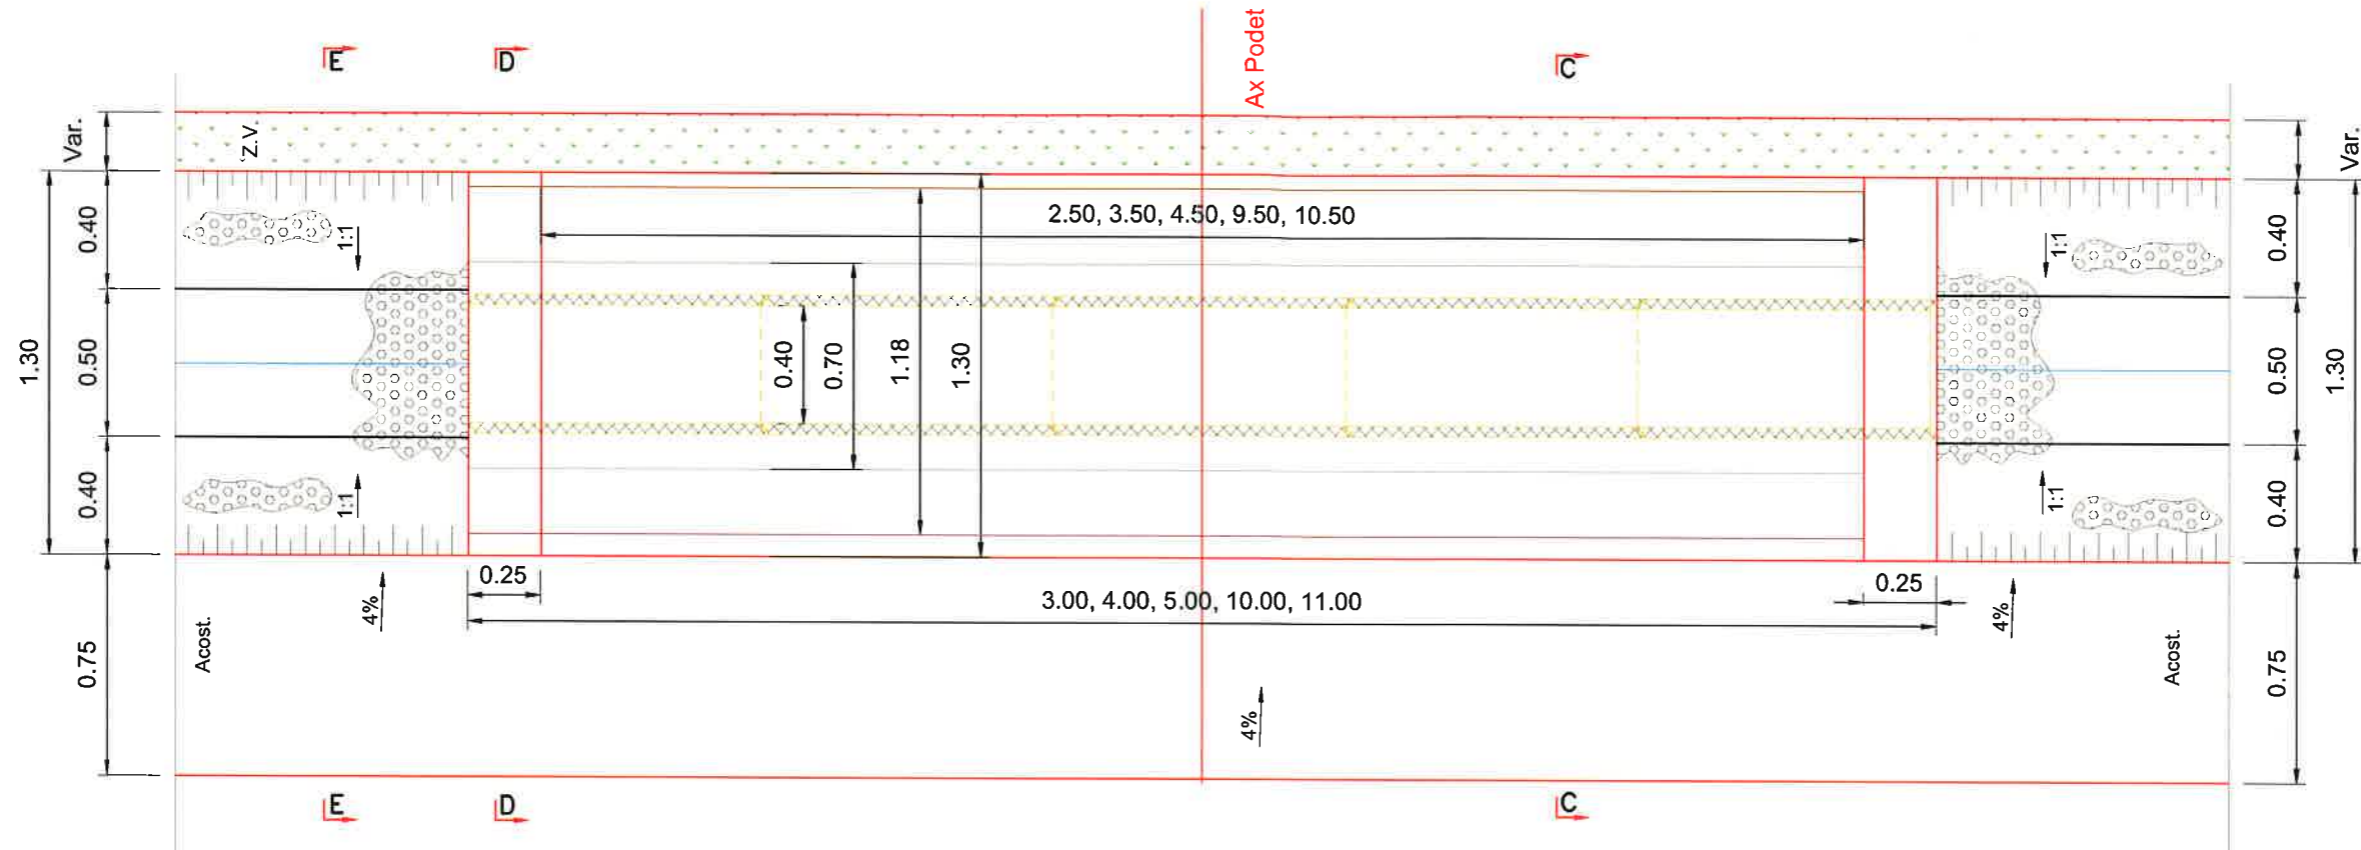 E
D
Ax Podet
C
Var.
Z.V.
Var.
0.40
1:1
2.50, 3.50, 4.50, 9.50, 10.50
1:1
0.40
1.30
0.50
0.40
0.70
1.18
1.30
0.50
1.30
0.40
1:1
1:1
0.40
0.25
3.00, 4.00, 5.00, 10.00, 11.00
0.25
4%
4%
0.75
Acost.
Acost.
0.75
4%
E
D
C